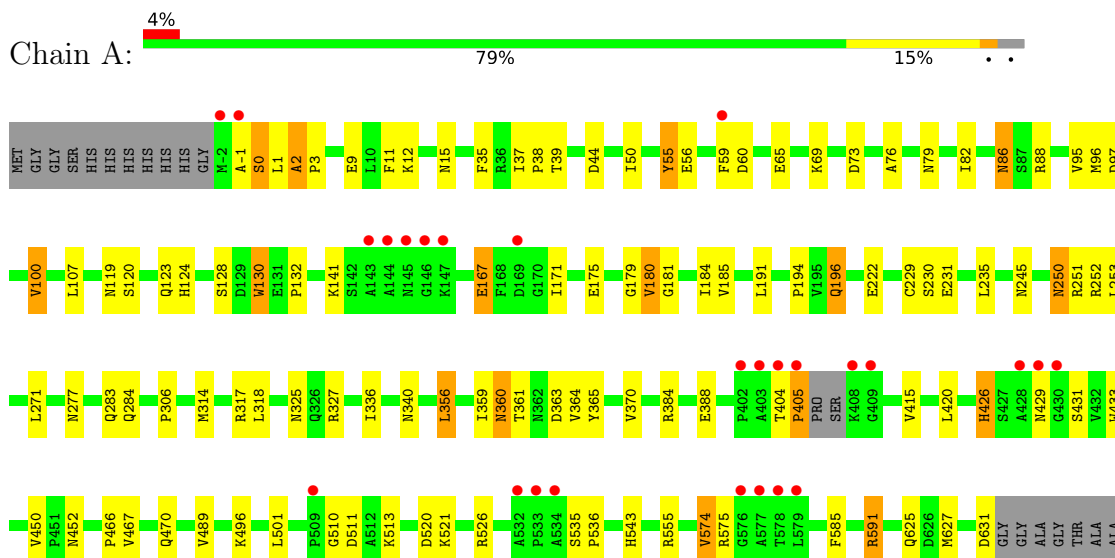 4%
Chain A:
79% 15% • •
MET GLY GLY SER HIS HIS HIS HIS HIS HIS GLY M-2 A-1 S0 L1 A2 P3 E9 L10 F11 K12 N15 F35 R36 I37 P38 T39 D44 I50 Y55 E56 F59 D60 E65 K69 D73 A76 N79 I82 N86 S87 R88 V95 M96 D97
V100 L107 N119 S120 Q123 H124 S128 D129 W130 E131 P132 K141 S142 A143 A144 N145 G146 K147 E167 F168 D169 G170 I171 E175 G179 V180 G181 I184 V185 L191 P194 V195 Q196 E222 C229 S230 E231 L235 N245 N250 R251 R252 L253
L271 N277 Q283 Q284 P306 M314 R317 L318 N325 Q326 R327 I336 N340 L356 I359 N360 T361 N362 D363 V364 Y365 V370 R384 E388 P402 A403 T404 P405 PRO SER K408 G409 V415 L420 H426 S427 A428 N429 G430 S431 V432 W433
V450 P451 N452 P466 V467 Q470 V489 K496 L501 P509 G510 D511 A512 K513 D520 K521 R526 A532 P533 A534 S535 P536 H543 R555 V574 R575 G576 A577 T578 L579 F585 R591 Q625 D626 M627 D631 GLY GLY ALA GLY THR ALA ALA